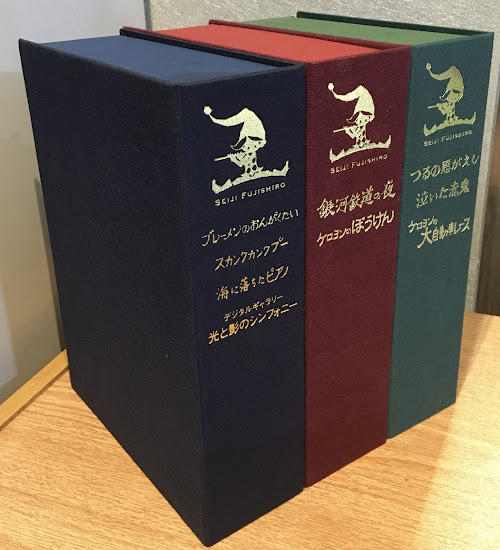 SEIJI FUJISHIRO
ブレーメンのおんがくたい
スカンクカンクプー
海に落ちたピアノ
デジタルギャラリー
光と影のシンフォニー
SEIJI FUJISHIRO
銀河鉄道の夜
ケロヨンのぼうけん
SEIJI FUJISHIRO
つるの恩がえし
泣いた赤鬼
ケロヨンの
大自動車レース